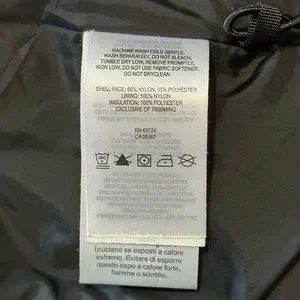 MACHINE WASH COLD GENTLE,
WASH SEPARATELY, DO NOT BLEACH,
TUMBLE DRY LOW, REMOVE PROMPTLY,
IRON LOW, DO NOT USE FABRIC SOFTENER,
DO NOT DRYCLEAN
SHELL FACE: 65% NYLON, 35% POLYESTER
LINING: 100% NYLON
INSULATION: 100% POLYESTER
EXCLUSIVE OF TRIMMING
RN 69724
CA 05367
bruciano se esposti a calore
estremo. Evitare di esporre
questo capo a calore forte,
fiamma o scintille.